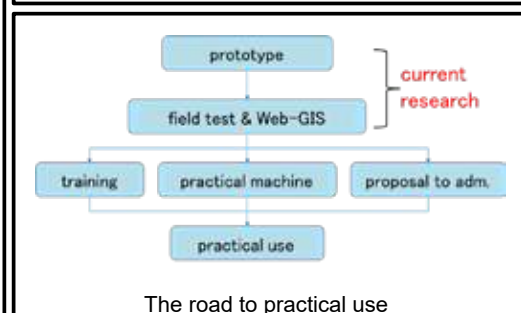 prototype
current
research
field test & Web-GIS
training
practical machine
proposal to adm.
practical use
The road to practical use